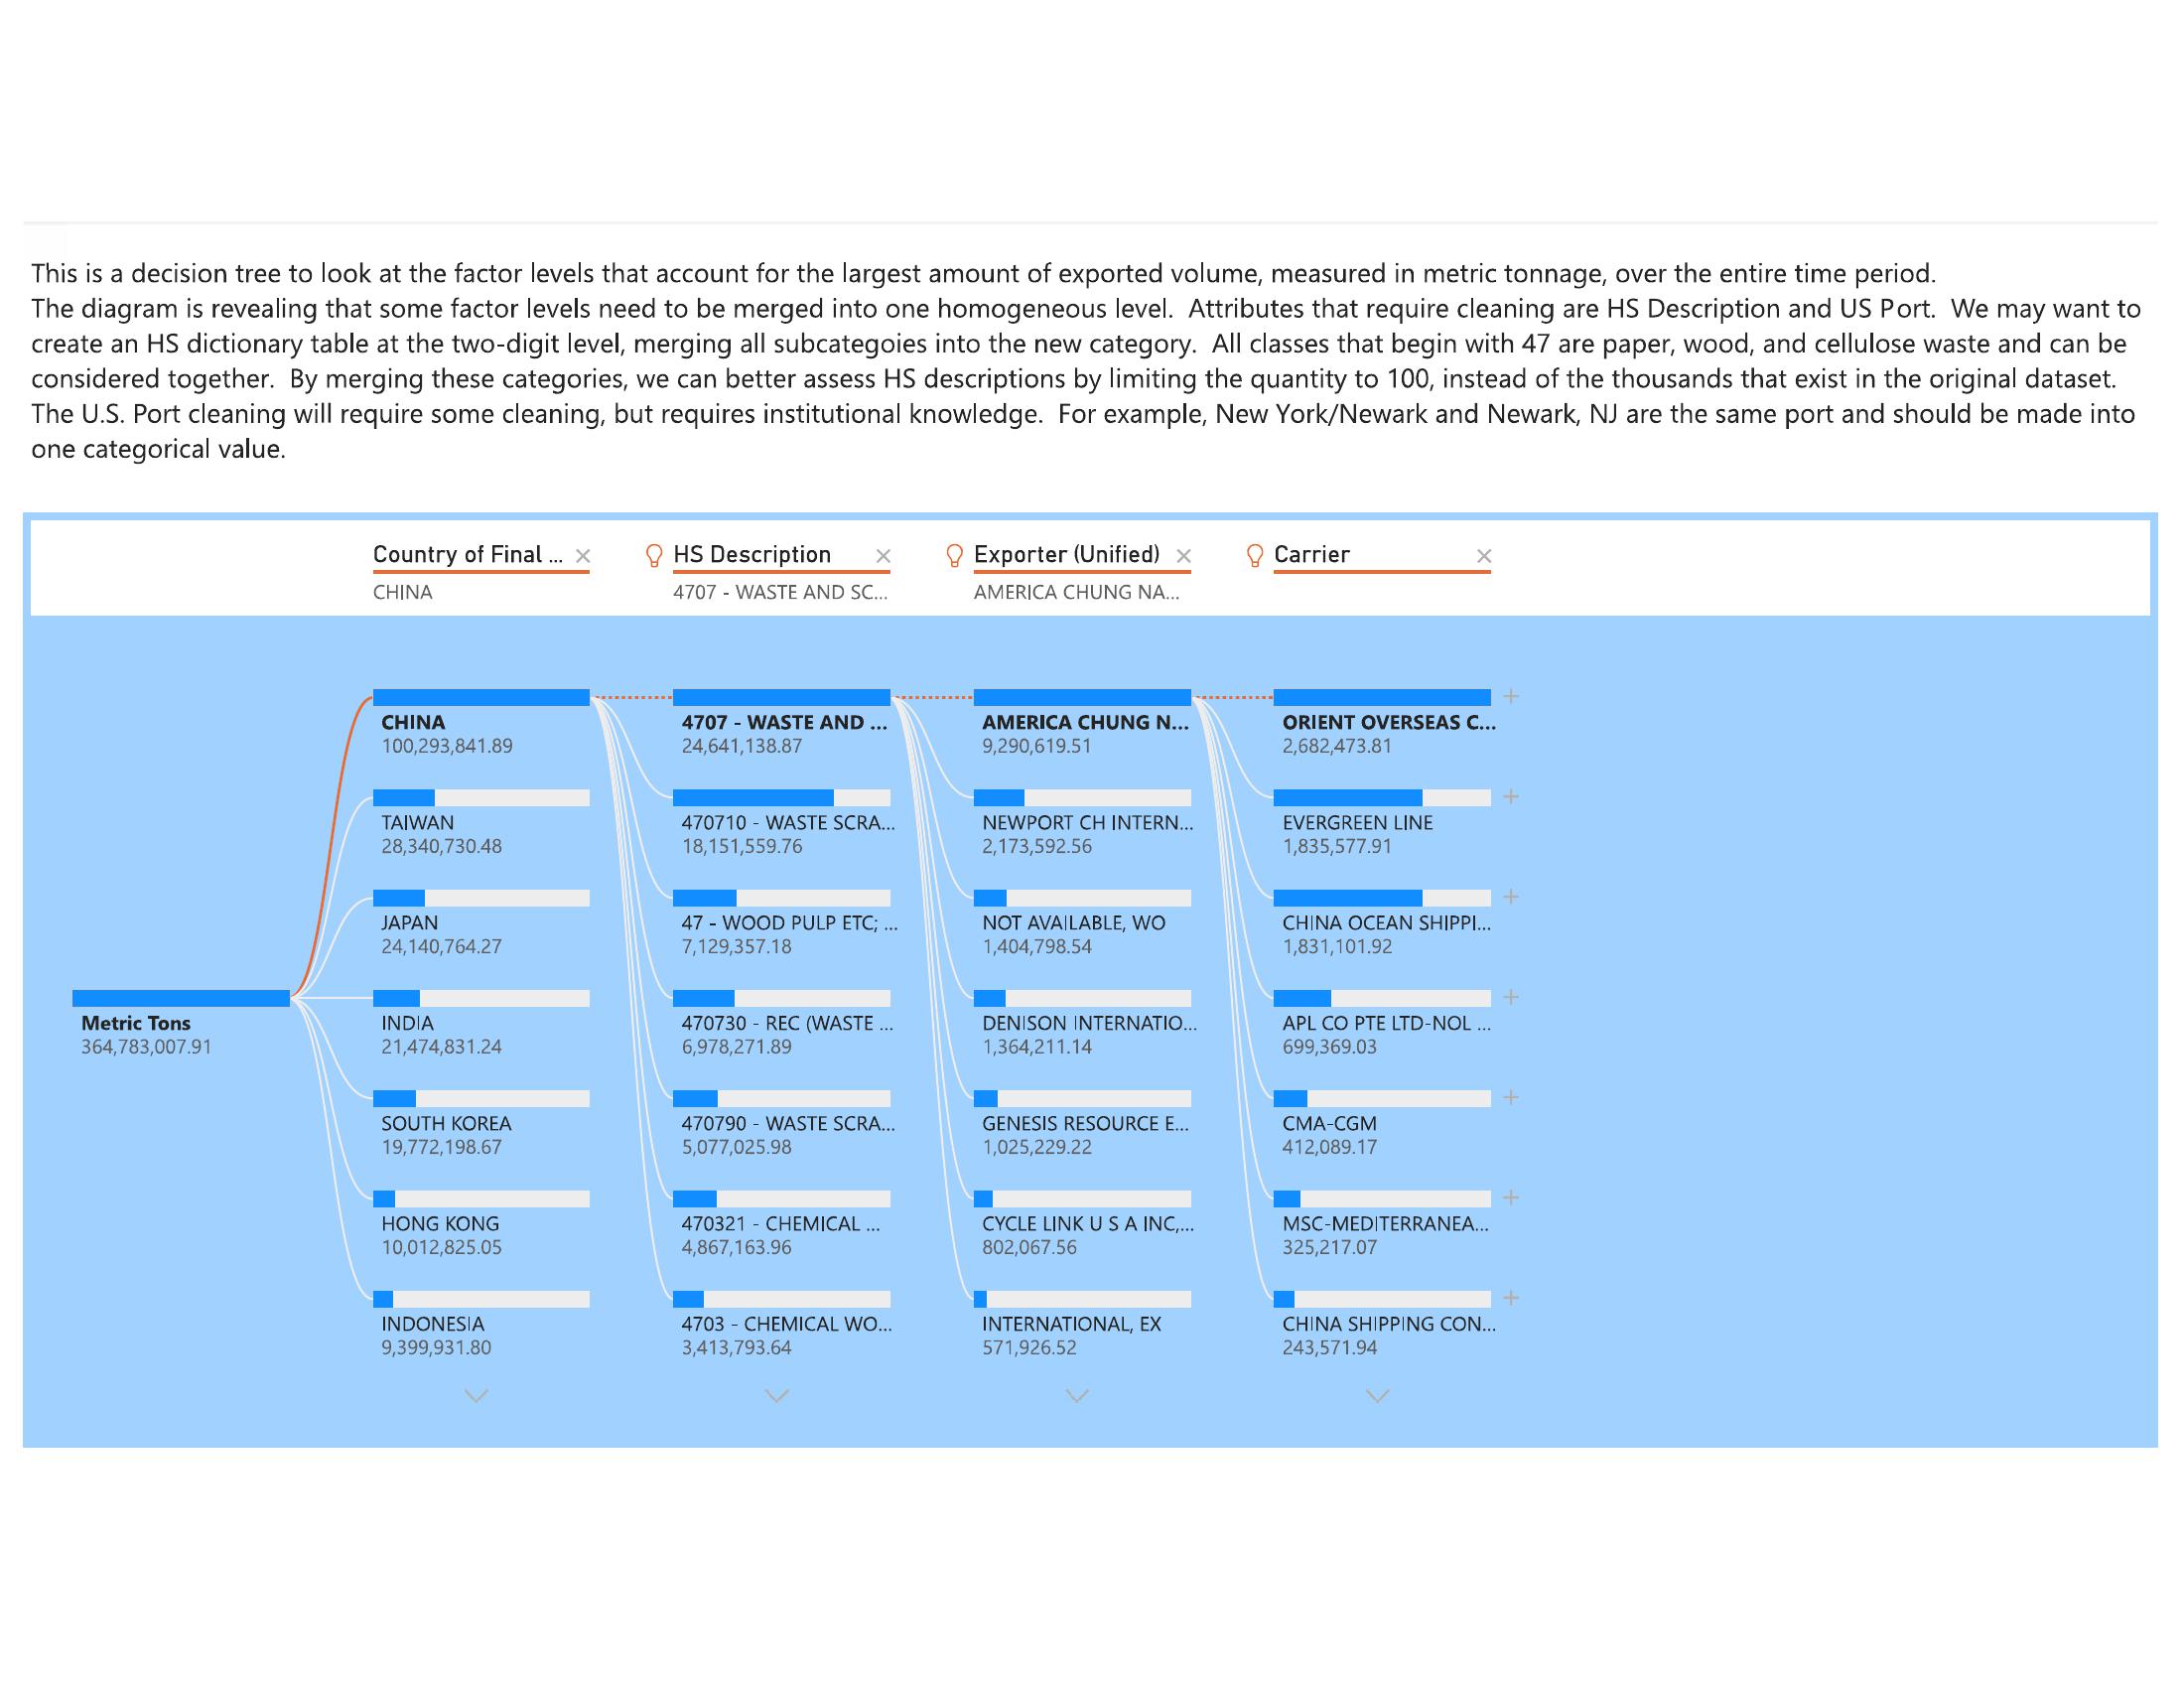 This is a decision tree to look at the factor levels that account for the largest amount of exported volume, measured in metric tonnage, over the entire time period.
The diagram is revealing that some factor levels need to be merged into one homogeneous level.  Attributes that require cleaning are HS Description and US Port.  We may want to
create an HS dictionary table at the two-digit level, merging all subcategoies into the new category.  All classes that begin with 47 are paper, wood, and cellulose waste and can be
considered together.  By merging these categories, we can better assess HS descriptions by limiting the quantity to 100, instead of the thousands that exist in the original dataset.
The U.S. Port cleaning will require some cleaning, but requires institutional knowledge.  For example, New York/Newark and Newark, NJ are the same port and should be made into
one categorical value.
Country of Final ...
CHINA
HS Description
4707 - WASTE AND SC...
Exporter (Unified)
AMERICA CHUNG NA...
Carrier
Metric Tons
364,783,007.91
CHINA
100,293,841.89
TAIWAN
28,340,730.48
JAPAN
24,140,764.27
INDIA
21,474,831.24
SOUTH KOREA
19,772,198.67
HONG KONG
10,012,825.05
INDONESIA
9,399,931.80
4707 - WASTE AND ...
24,641,138.87
470710 - WASTE SCRA...
18,151,559.76
47 - WOOD PULP ETC; ...
7,129,357.18
470730 - REC (WASTE ...
6,978,271.89
470790 - WASTE SCRA...
5,077,025.98
470321 - CHEMICAL ...
4,867,163.96
4703 - CHEMICAL WO...
3,413,793.64
AMERICA CHUNG N...
9,290,619.51
NEWPORT CH INTERN...
2,173,592.56
NOT AVAILABLE, WO
1,404,798.54
DENISON INTERNATIO...
1,364,211.14
GENESIS RESOURCE E...
1,025,229.22
CYCLE LINK U S A INC,...
802,067.56
INTERNATIONAL, EX
571,926.52
ORIENT OVERSEAS C...
2,682,473.81
EVERGREEN LINE
1,835,577.91
CHINA OCEAN SHIPPI...
1,831,101.92
APL CO PTE LTD-NOL ...
699,369.03
CMA-CGM
412,089.17
MSC-MEDITERRANEA...
325,217.07
CHINA SHIPPING CON...
243,571.94